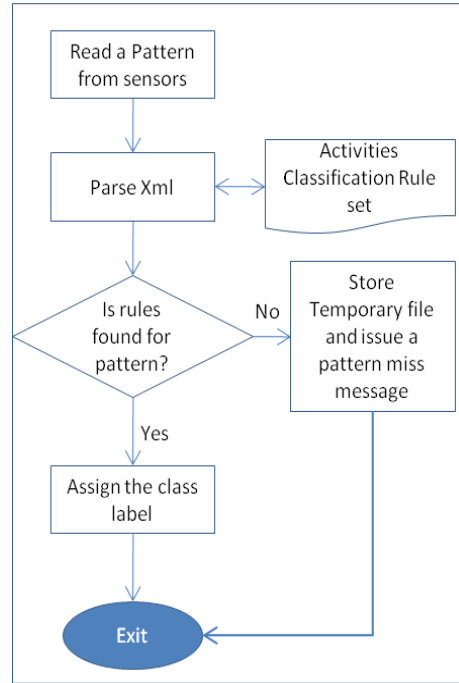 Read a Pattern
from sensors
Parse Xml
Activities
Classification Rule
set
Is rules
found for
pattern?
No
Store
Temporary file
and issue a
pattern miss
message
Yes
Assign the class
label
Exit